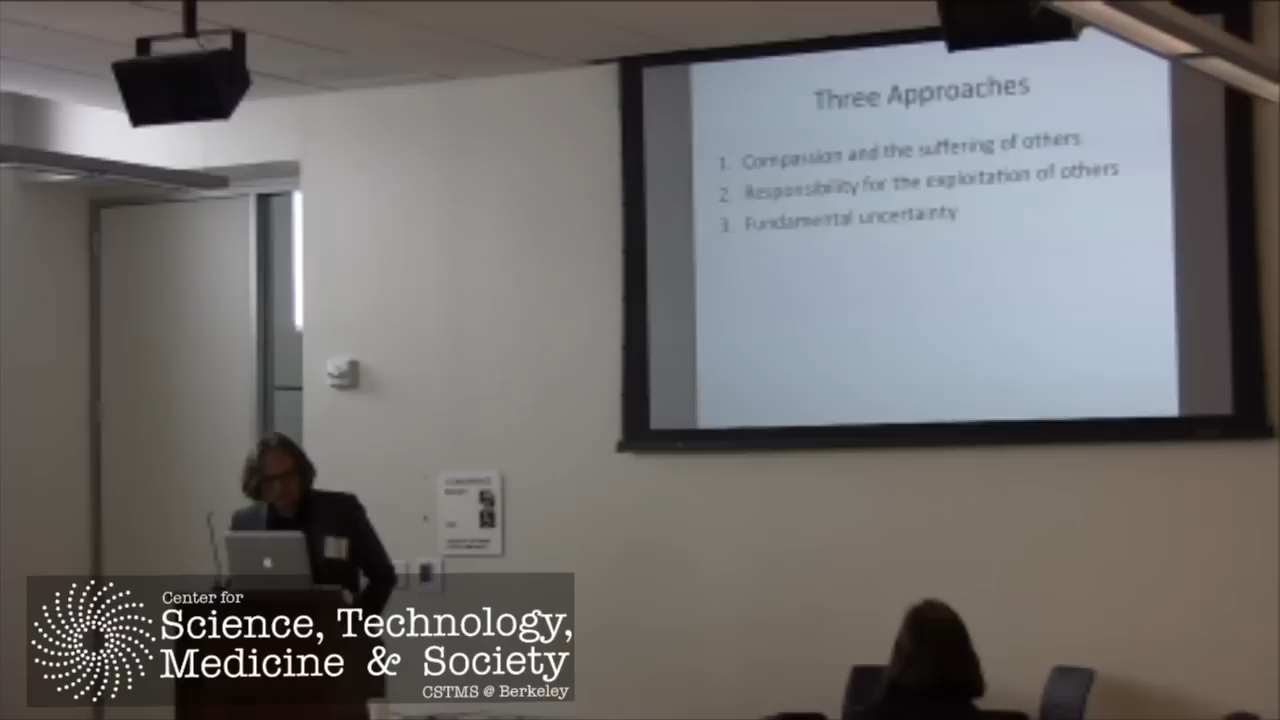 Three Approaches
1. Compassion and the suffering of others
2. Responsibility for the exploitation of others
3. Fundamental uncertainty
Center for
Science, Technology,
Medicine & Society
CSTMS @ Berkeley